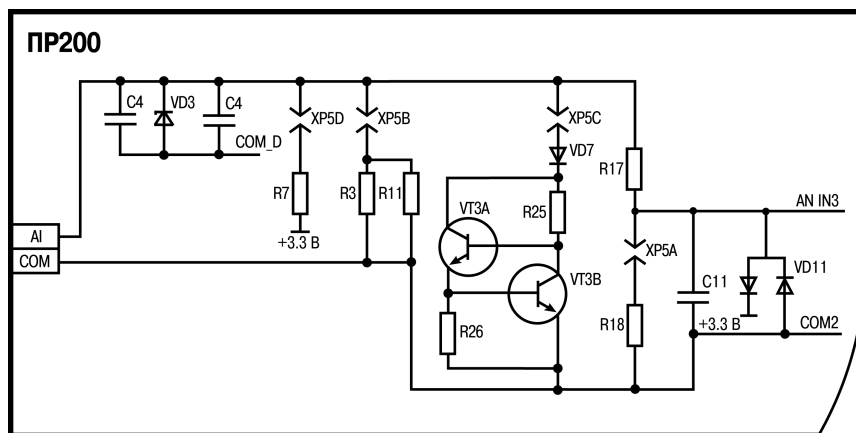 ПР200
C4
VD3
C4
COM_D
XP5D
XP5B
XP5C
VD7
R7
R3
R11
R17
R25
AN IN3
+3.3 В
VT3A
AI
COM
XP5A
VT3B
C11
VD11
R26
R18
+3.3 В
COM2